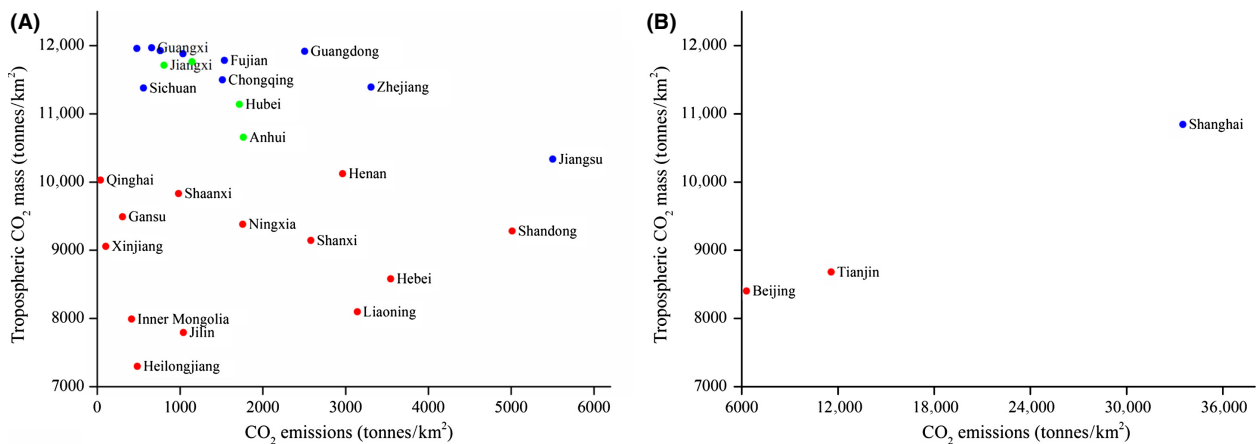 (A)
Tropospheric CO2 mass (tonnes/km2)
12,000
11,000
10,000
9000
8000
7000
0 1000 2000 3000 4000 5000 6000
CO2 emissions (tonnes/km2)
Guangxi
Jiangxi
Fujian
Guangdong
Chongqing
Sichuan
Zhejiang
Hubei
Anhui
Jiangsu
Henan
Qinghai
Shaanxi
Gansu
Ningxia
Shandong
Shanxi
Xinjiang
Hebei
Liaoning
Inner Mongolia
Jilin
Heilongjiang
(B)
Tropospheric CO2 mass (tonnes/km2)
12,000
11,000
10,000
9000
8000
7000
6000 12,000 18,000 24,000 30,000 36,000
CO2 emissions (tonnes/km2)
Shanghai
Tianjin
Beijing